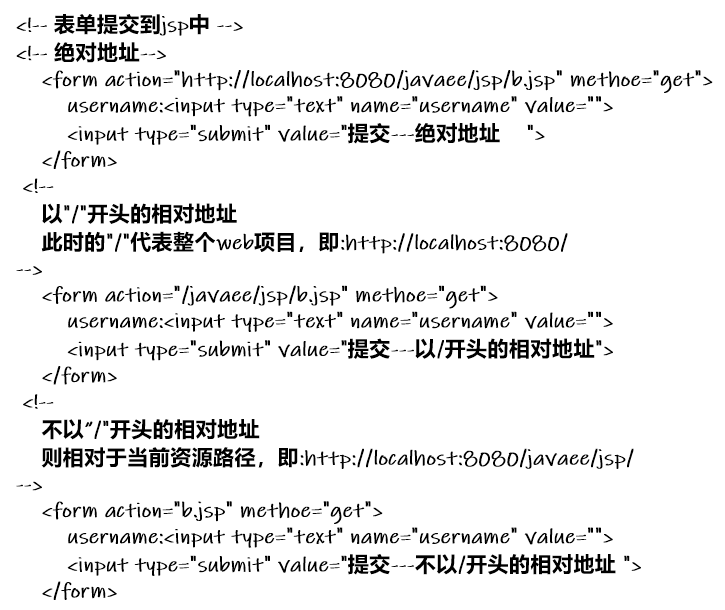 <!-- 表单提交到jsp中 -->
<!-- 绝对地址-->
<form action="http://localhost:8080/javaee/jsp/b.jsp" methoe="get">
username:<input type="text" name="username" value="">
<input type="submit" value="提交---绝对地址    ">
</form>
<!--
以"/"开头的相对地址
此时的"/"代表整个web项目，即:http://localhost:8080/
-->
<form action="/javaee/jsp/b.jsp" methoe="get">
username:<input type="text" name="username" value="">
<input type="submit" value="提交---以/开头的相对地址">
</form>
<!--
不以“/"开头的相对地址
则相对于当前资源路径，即:http://localhost:8080/javaee/jsp/
-->
<form action="b.jsp" methoe="get">
username:<input type="text" name="username" value="">
<input type="submit" value="提交---不以/开头的相对地址 ">
</form>